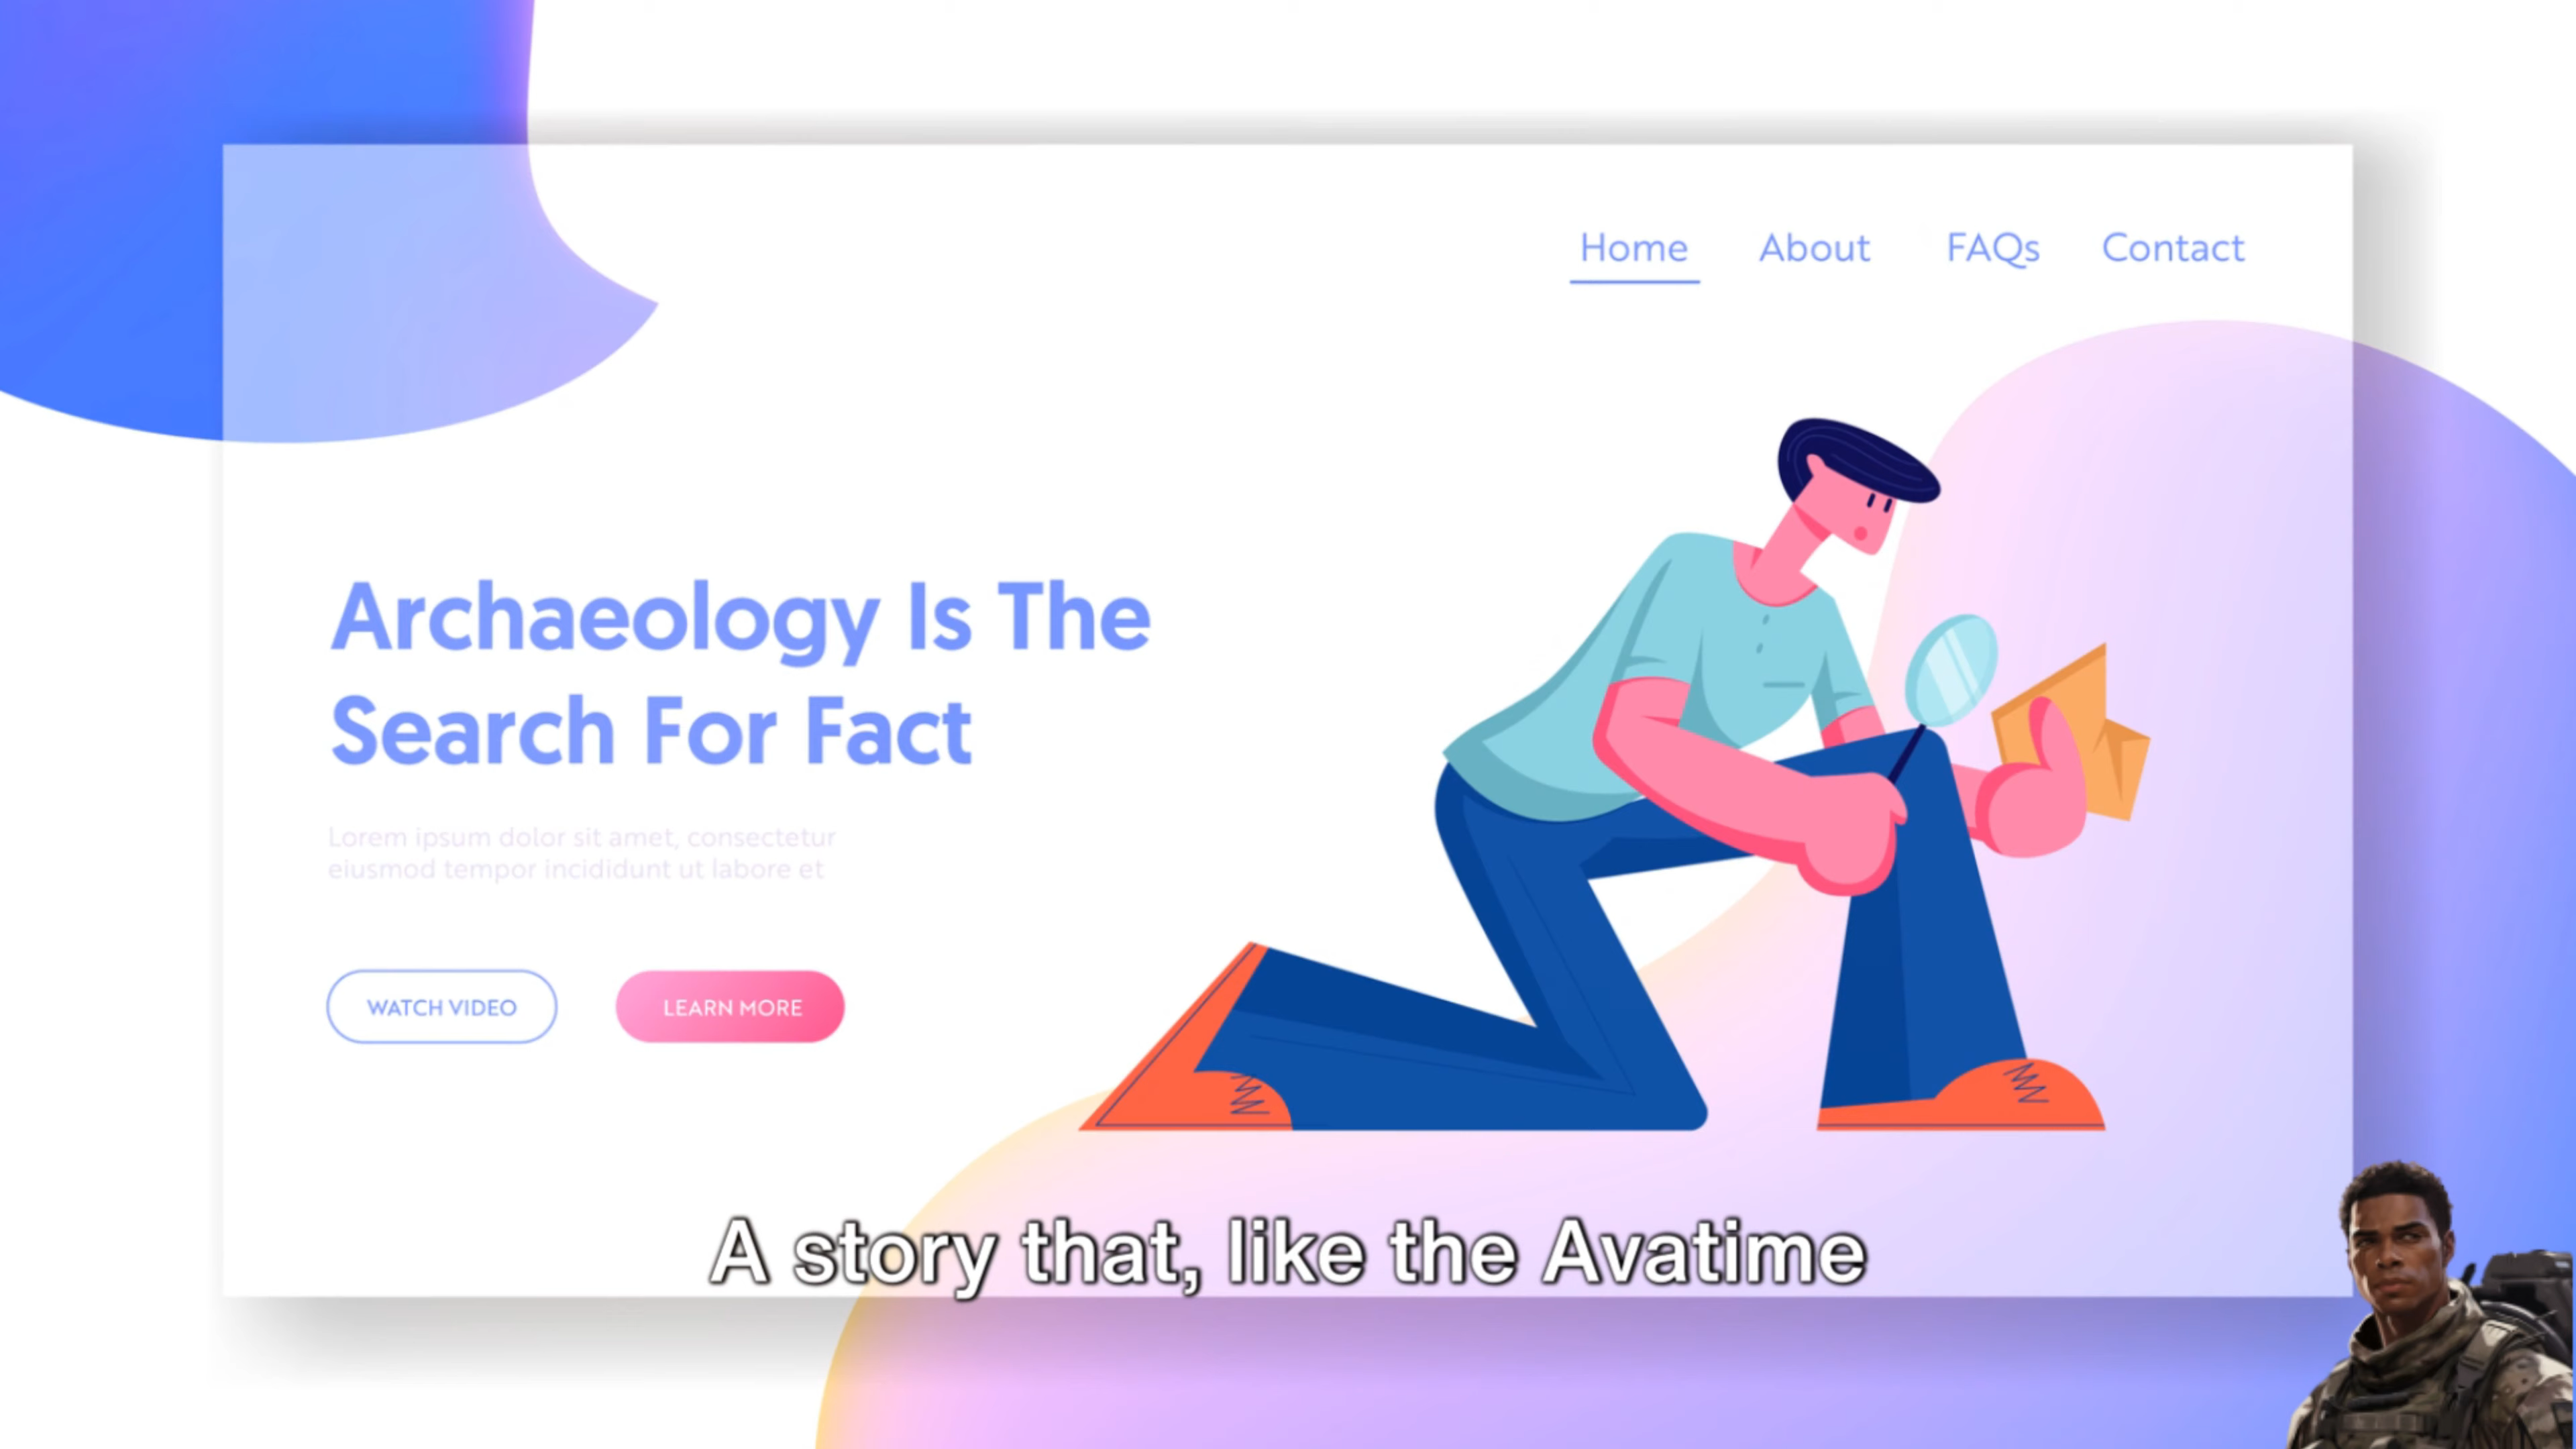 Home About FAQs Contact
Archaeology Is The
Search For Fact
Lorem ipsum dolor sit amet, consectetur
eiusmod tempor incididunt ut labore et
WATCH VIDEO LEARN MORE
A story that, like the Avatime